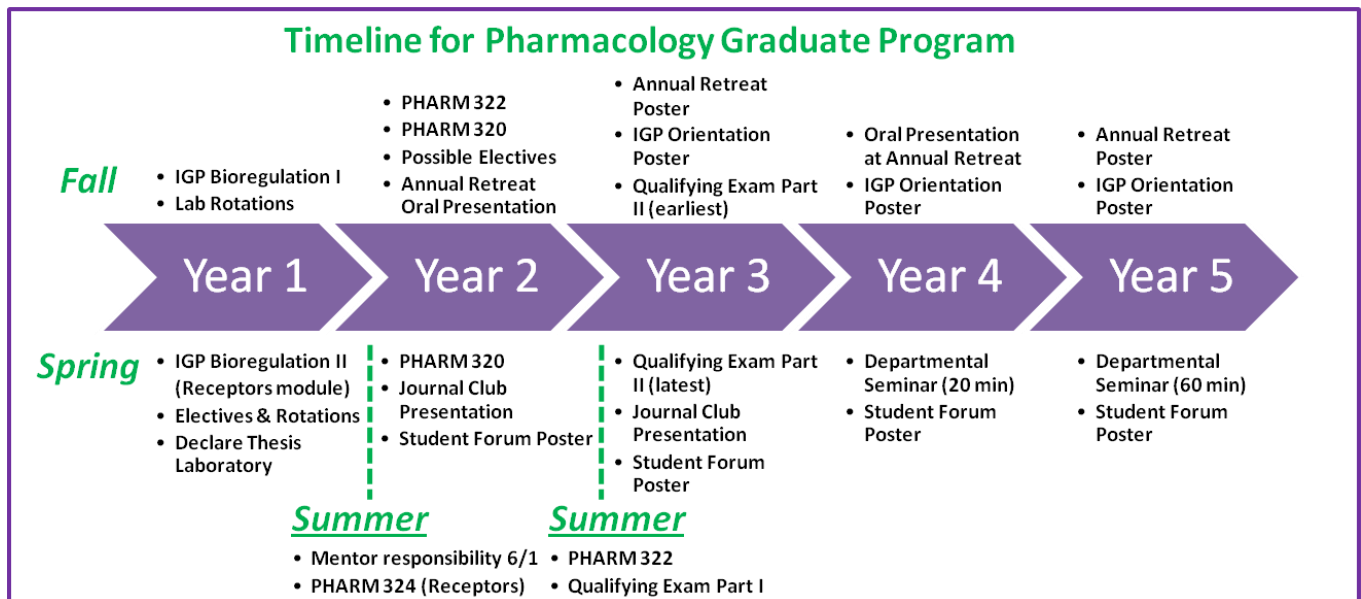 Timeline for Pharmacology Graduate Program
Fall
• IGP Bioregulation I
• Lab Rotations
• PHARM 322
• PHARM 320
• Possible Electives
• Annual Retreat
Oral Presentation
• Annual Retreat
Poster
• IGP Orientation
Poster
• Qualifying Exam Part
II (earliest)
• Oral Presentation
at Annual Retreat
• IGP Orientation
Poster
• Annual Retreat
Poster
• IGP Orientation
Poster
Year 1
Year 2
Year 3
Year 4
Year 5
Spring
• IGP Bioregulation II
(Receptors module)
• Electives & Rotations
• Declare Thesis
Laboratory
• PHARM 320
• Journal Club
Presentation
• Student Forum Poster
• Qualifying Exam Part
II (latest)
• Journal Club
Presentation
• Student Forum
Poster
• Departmental
Seminar (20 min)
• Student Forum
Poster
• Departmental
Seminar (60 min)
• Student Forum
Poster
Summer
• Mentor responsibility 6/1
• PHARM 324 (Receptors)
Summer
• PHARM 322
• Qualifying Exam Part I